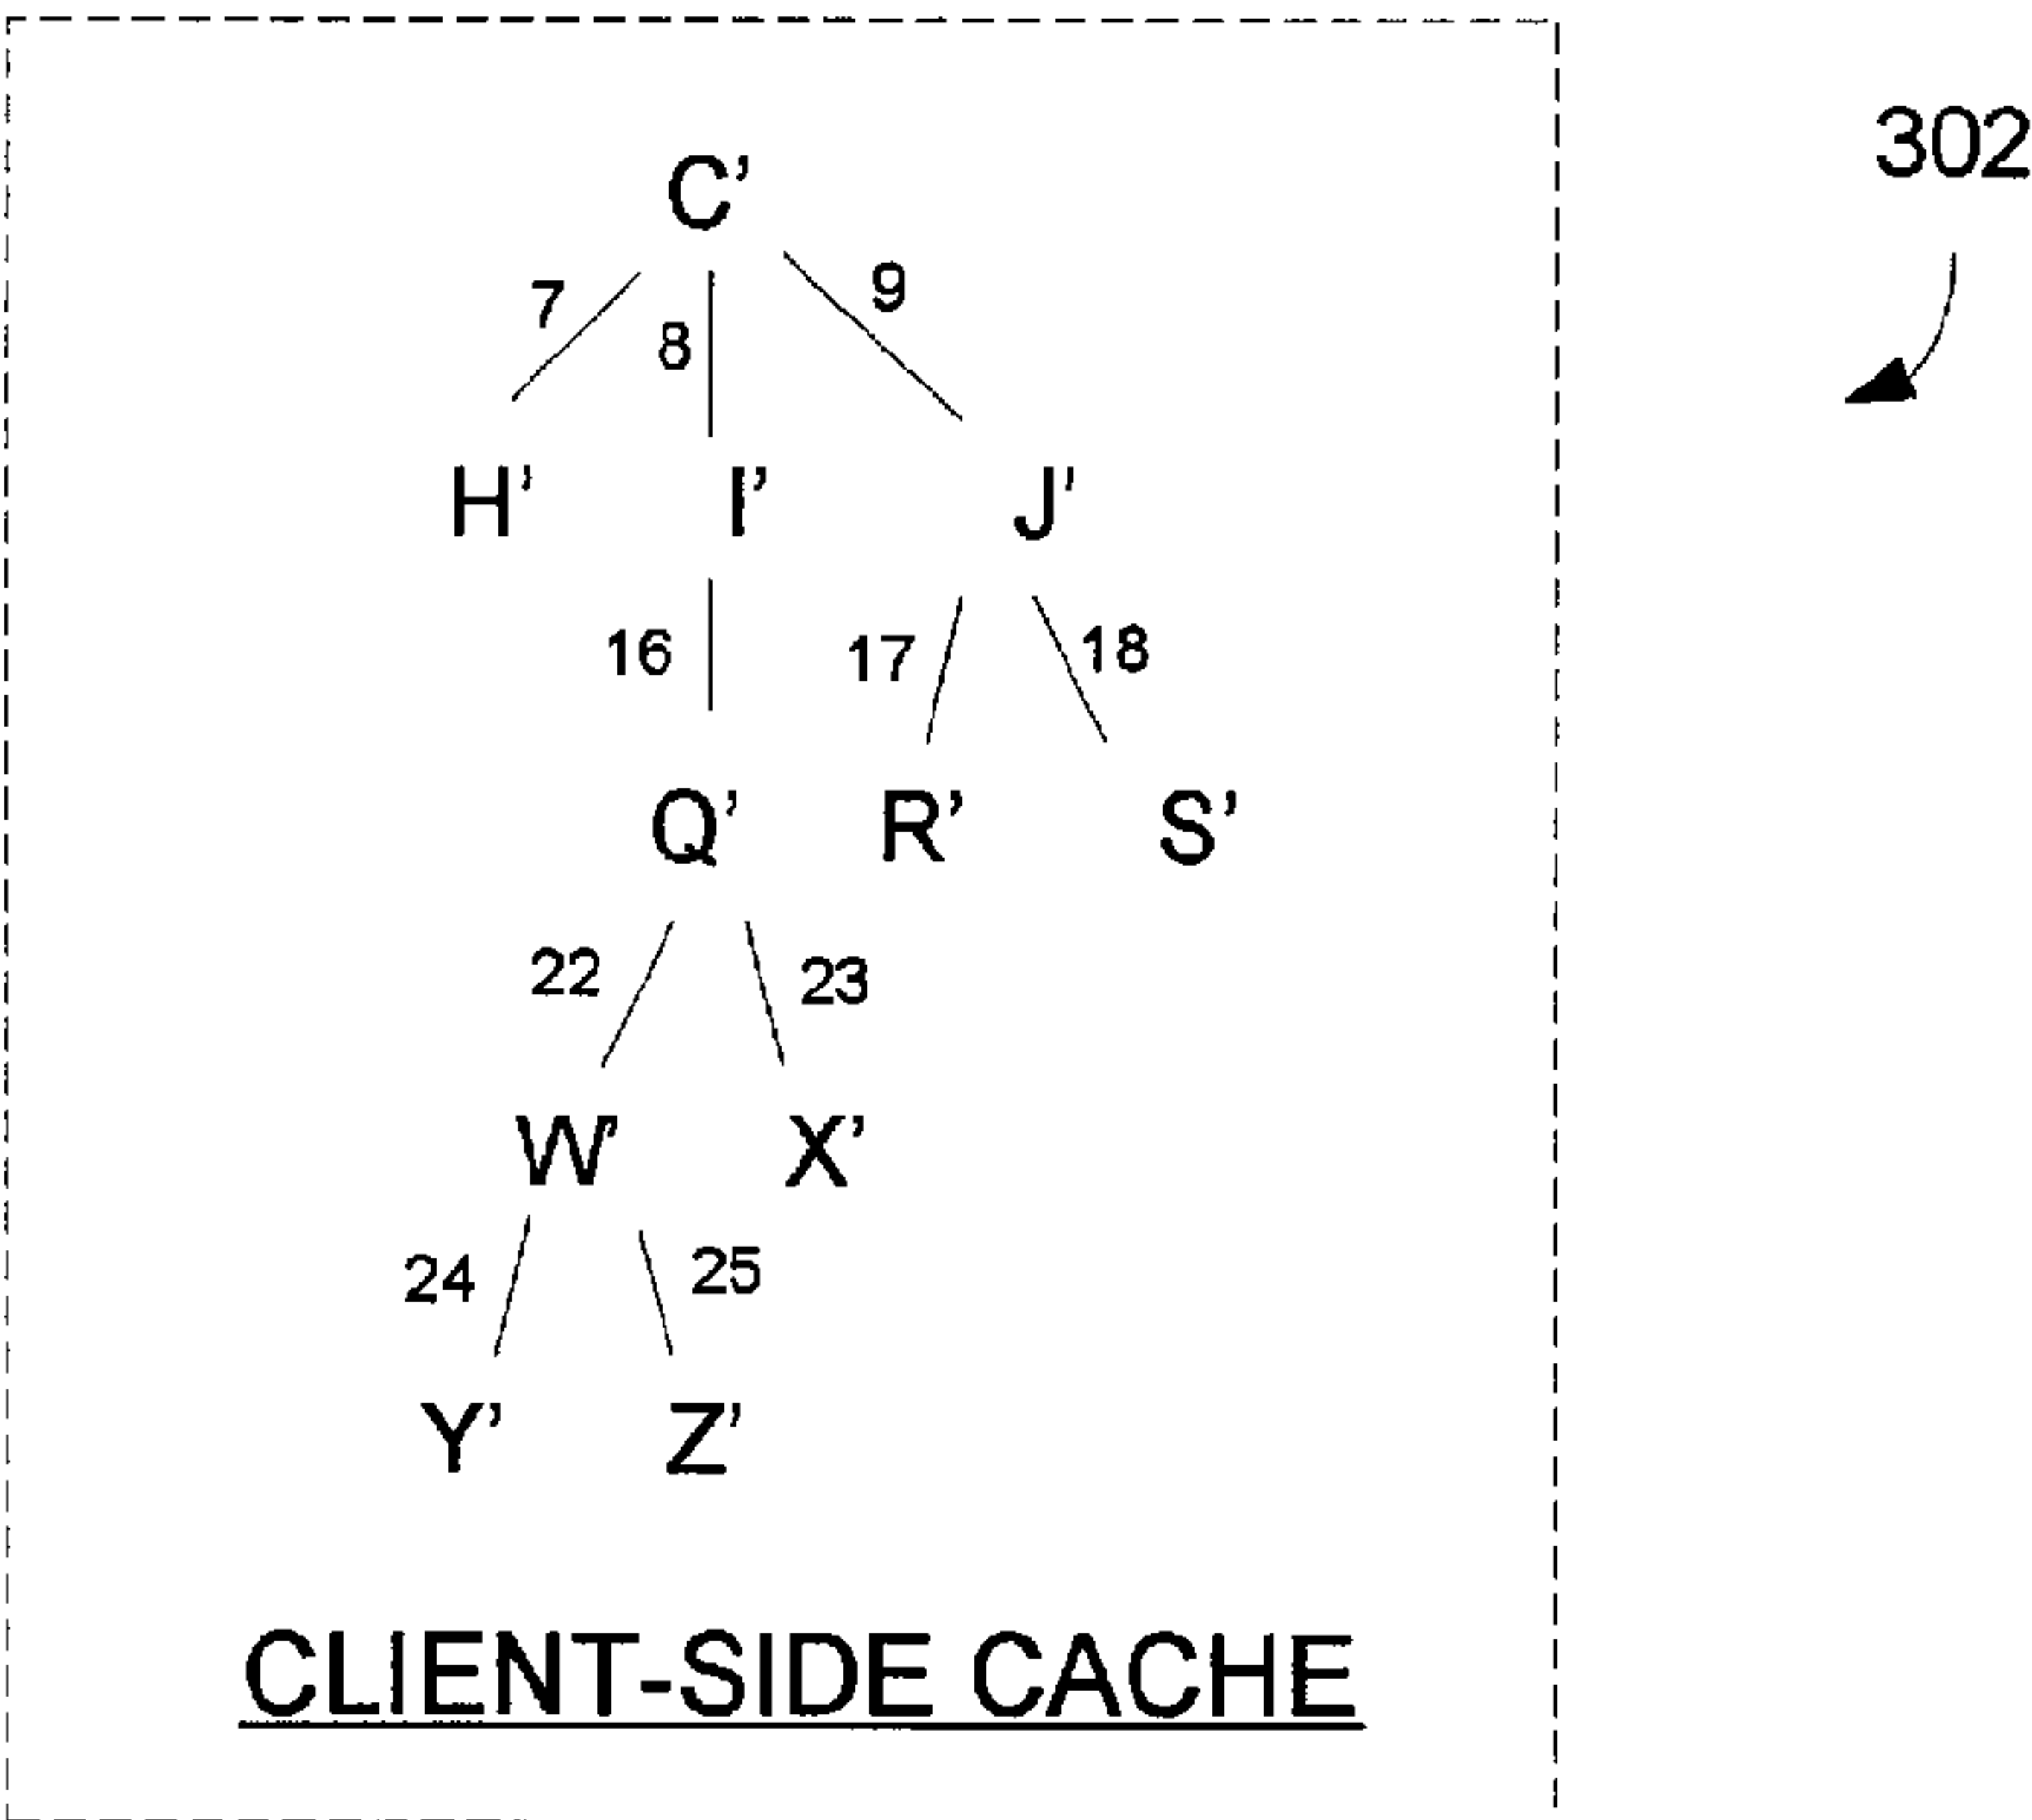 302
C'
7 8 9
H' I' J'
16 17 18
Q' R' S'
22 23
W' X'
24 25
Y' Z'
CLIENT-SIDE CACHE